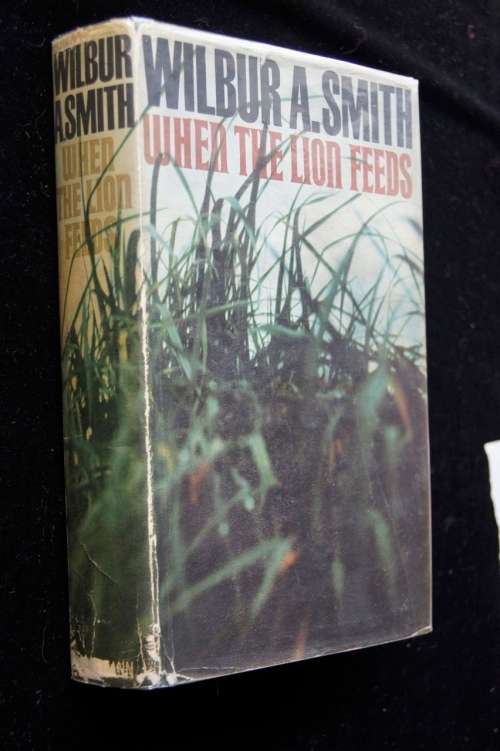 WILBUR
A.SMITH
WHEN
THE LION
FEEDS
WILBUR A.SMITH
WHEN THE LION FEEDS